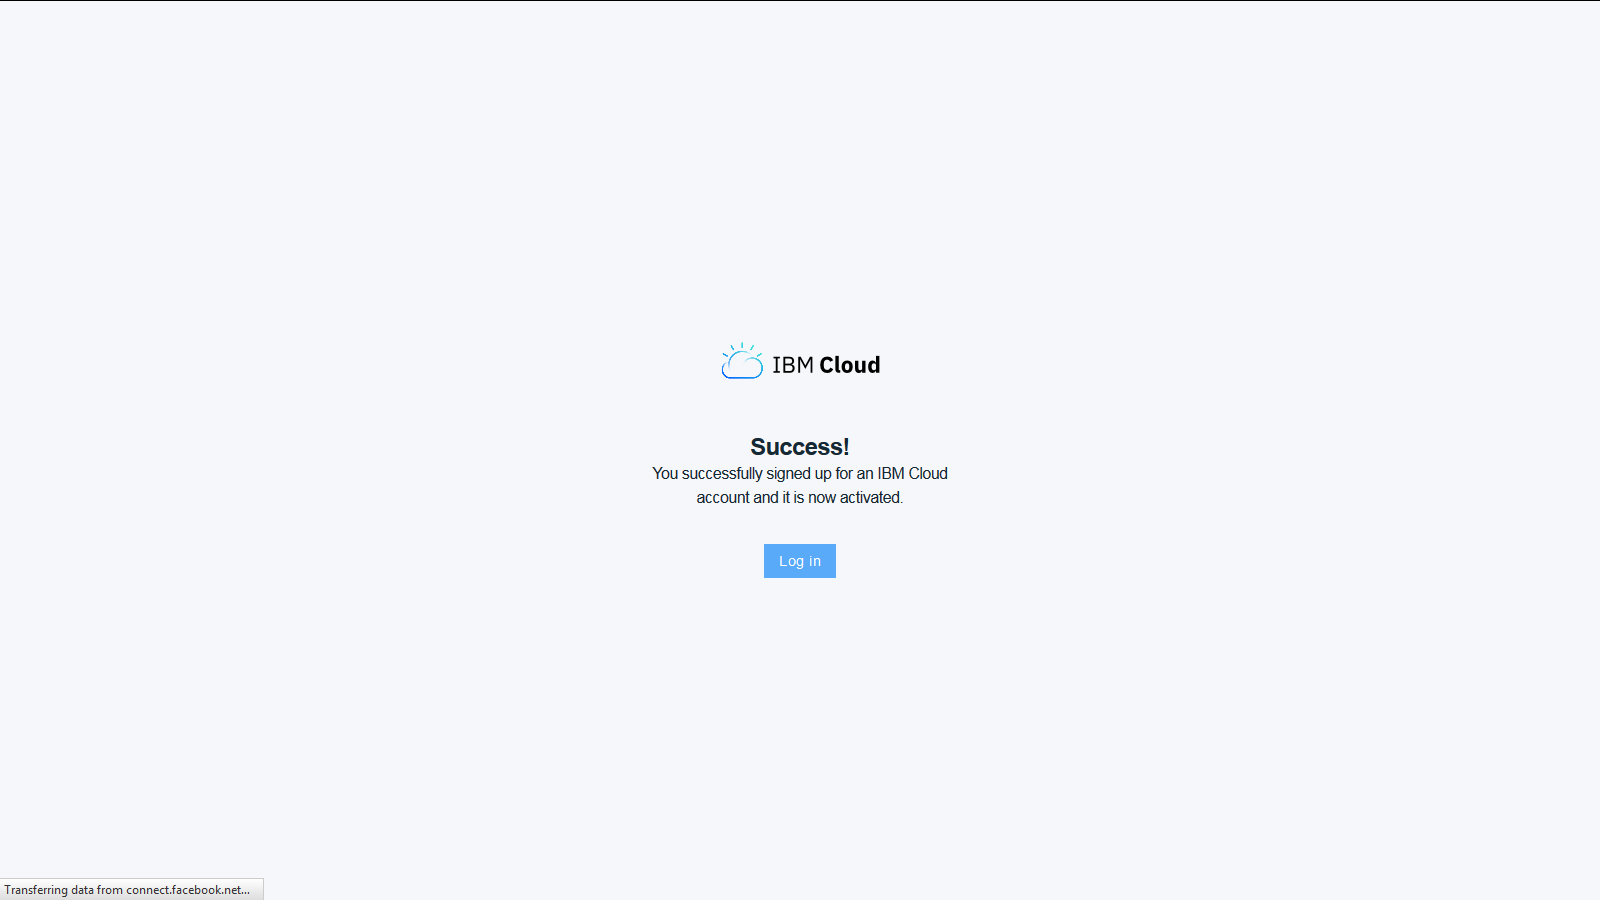 IBM Cloud
Success!
You successfully signed up for an IBM Cloud
account and it is now activated.
Log in
Transferring data from connect.facebook.net...